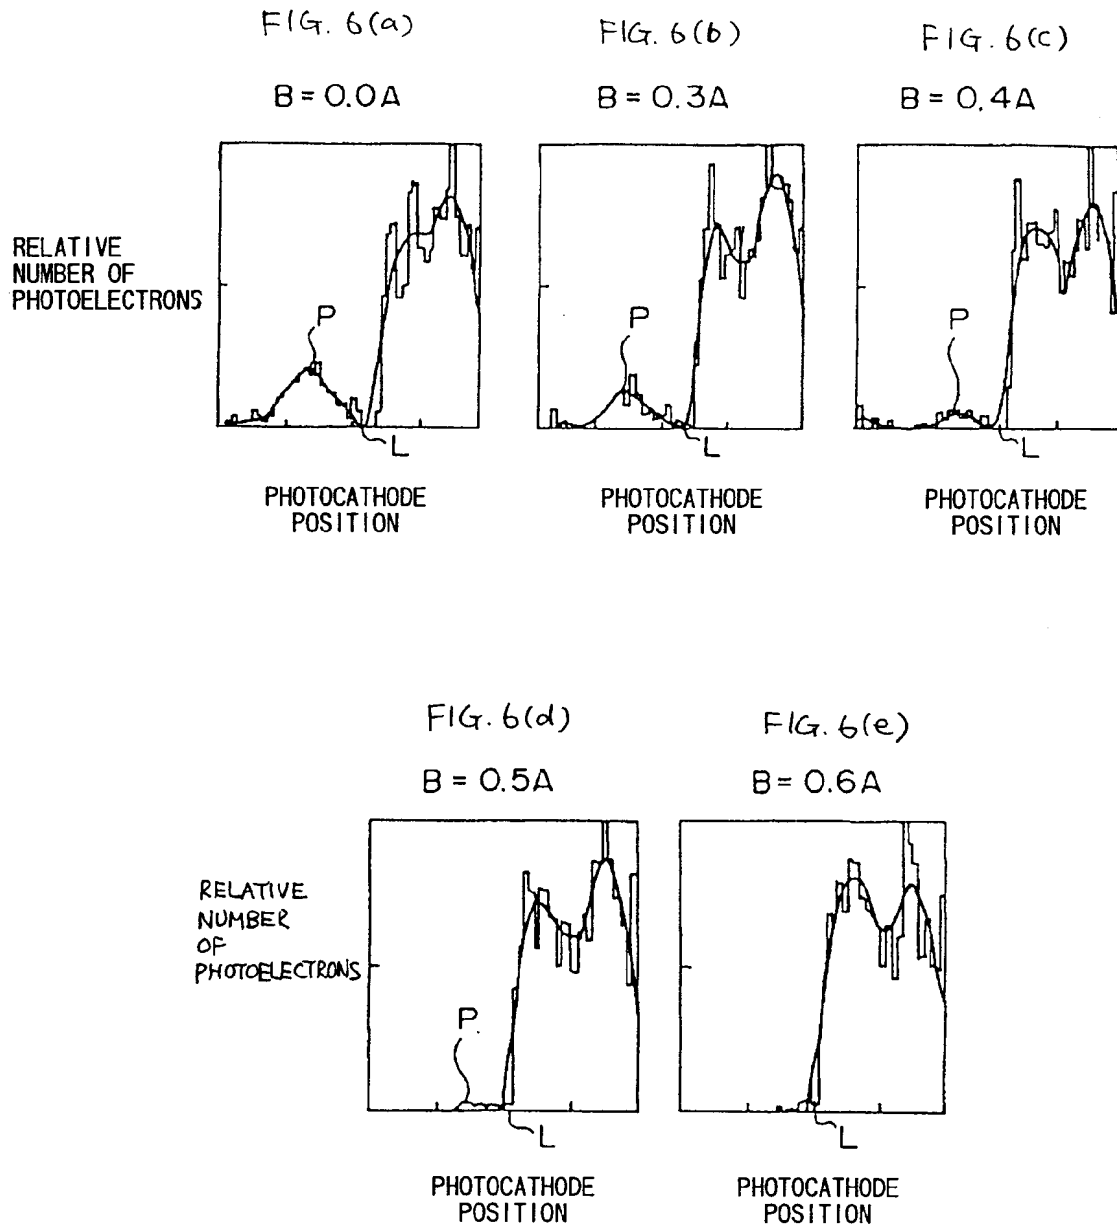 FIG. 6(a)
FIG. 6(b)
FIG. 6(c)
B = 0.0A
B = 0.3A
B = 0.4A
RELATIVE
NUMBER OF
PHOTOELECTRONS
P
P
P
L
L
L
PHOTOCATHODE
POSITION
PHOTOCATHODE
POSITION
PHOTOCATHODE
POSITION
FIG. 6(d)
FIG. 6(e)
B = 0.5A
B = 0.6A
RELATIVE
NUMBER
OF
PHOTOELECTRONS
P.
L
L
PHOTOCATHODE
POSITION
PHOTOCATHODE
POSITION